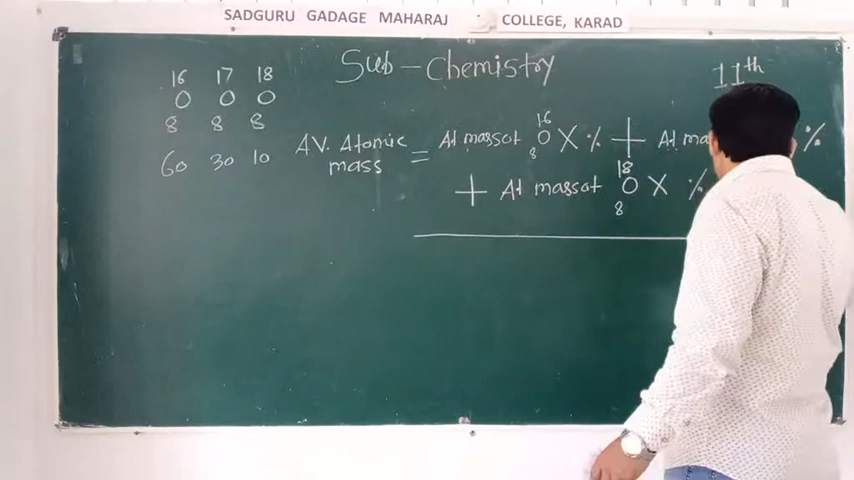 SADGURU GADAGE MAHARAJ COLLEGE, KARAD
Sub - Chemistry 11th
16 17 18
O O O
8 8 8
60 30 10
AV. Atomic mass = At mass of 16 8 O X % + At %
+ At mass of 18 8 O X %